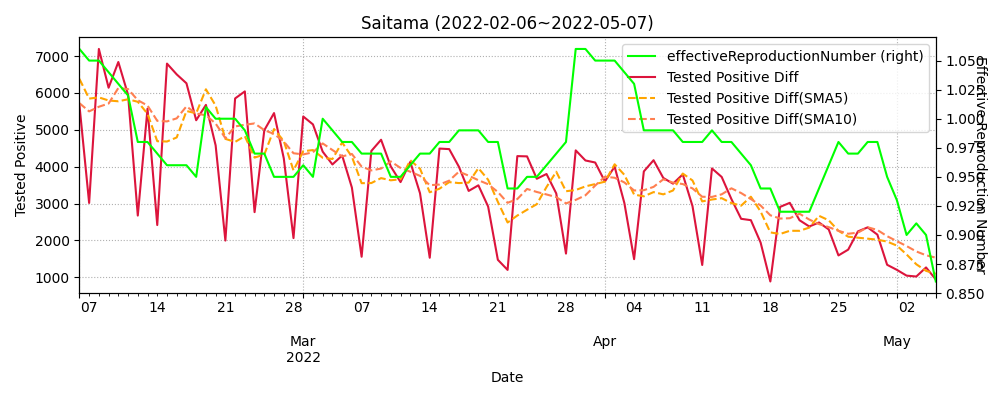 Saitama (2022-02-06~2022-05-07)
effectiveReproductionNumber (right)
Tested Positive Diff
Tested Positive Diff(SMA5)
Tested Positive Diff(SMA10)
Tested Positive
7000
6000
5000
4000
3000
2000
1000
1.050
1.025
1.000
0.975
0.950
0.925
0.900
0.875
0.850
Effective Reproduction Number
07 14 21 28 07 14 21 28 04 11 18 25 02
Mar Apr May
2022
Date